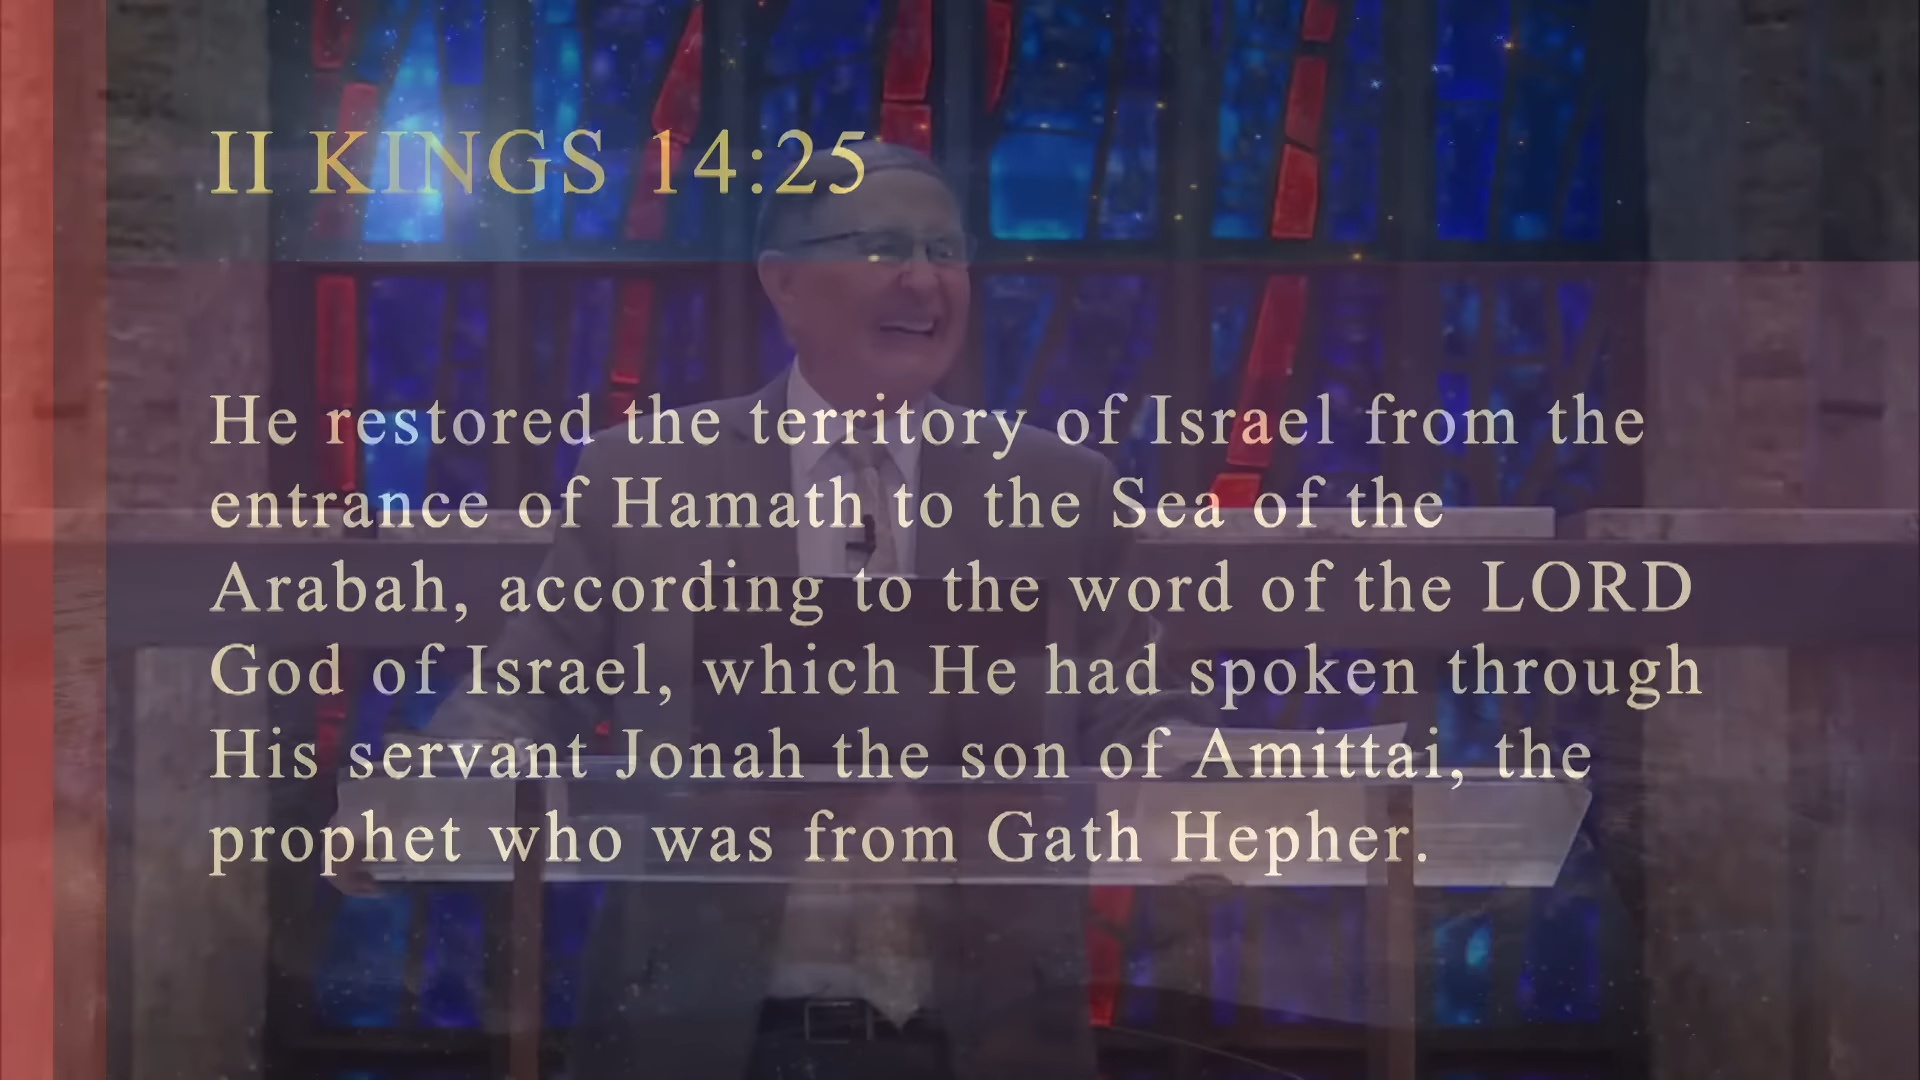 II KINGS 14:25
He restored the territory of Israel from the
entrance of Hamath to the Sea of the
Arabah, according to the word of the LORD
God of Israel, which He had spoken through
His servant Jonah the son of Amittai, the
prophet who was from Gath Hepher.